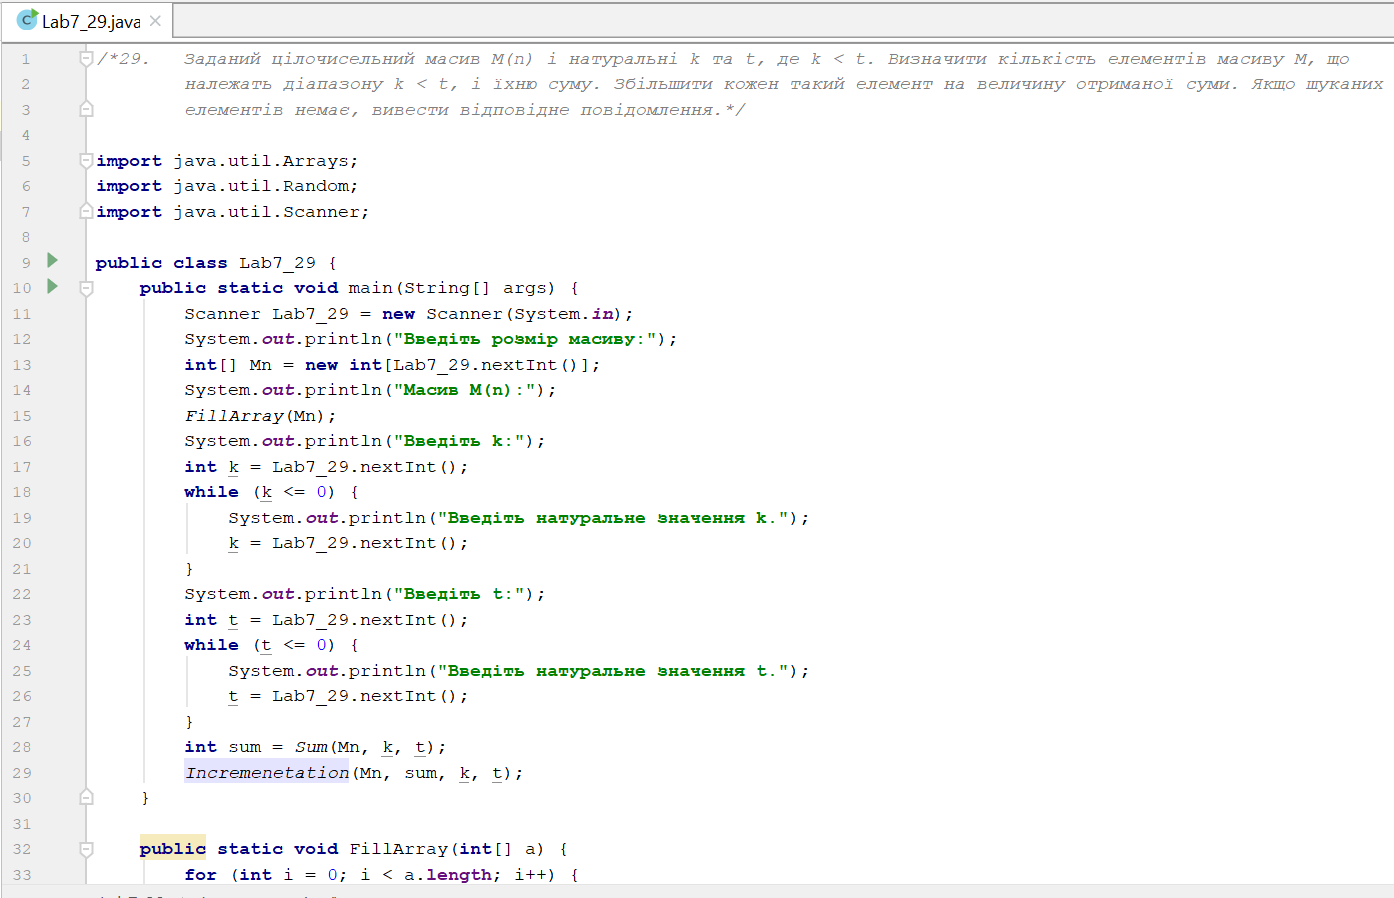 Lab7_29.java
1 /*29. Заданий цілочисельний масив M(n) і натуральні k та t, де k < t. Визначити кількість елементів масиву M, що
2 належать діапазону k < t, і їхню суму. Збільшити кожен такий елемент на величину отриманої суми. Якщо шуканих
3 елементів немає, вивести відповідне повідомлення.*/
4
5 import java.util.Arrays;
6 import java.util.Random;
7 import java.util.Scanner;
8
9 public class Lab7_29 {
10 public static void main(String[] args) {
11 Scanner Lab7_29 = new Scanner(System.in);
12 System.out.println("Введіть розмір масиву:");
13 int[] Mn = new int[Lab7_29.nextInt()];
14 System.out.println("Масив M(n):");
15 FillArray(Mn);
16 System.out.println("Введіть k:");
17 int k = Lab7_29.nextInt();
18 while (k <= 0) {
19 System.out.println("Введіть натуральне значення k.");
20 k = Lab7_29.nextInt();
21 }
22 System.out.println("Введіть t:");
23 int t = Lab7_29.nextInt();
24 while (t <= 0) {
25 System.out.println("Введіть натуральне значення t.");
26 t = Lab7_29.nextInt();
27 }
28 int sum = Sum(Mn, k, t);
29 Incremenetation(Mn, sum, k, t);
30 }
31
32 public static void FillArray(int[] a) {
33 for (int i = 0; i < a.length; i++) {